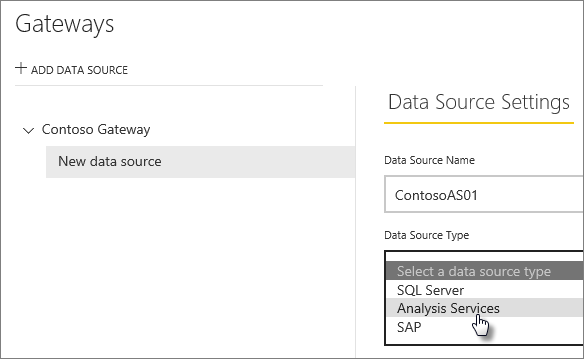 Gateways
+ ADD DATA SOURCE
Contoso Gateway
New data source
Data Source Settings
Data Source Name
ContosoAS01
Data Source Type
Select a data source type
SQL Server
Analysis Services
SAP